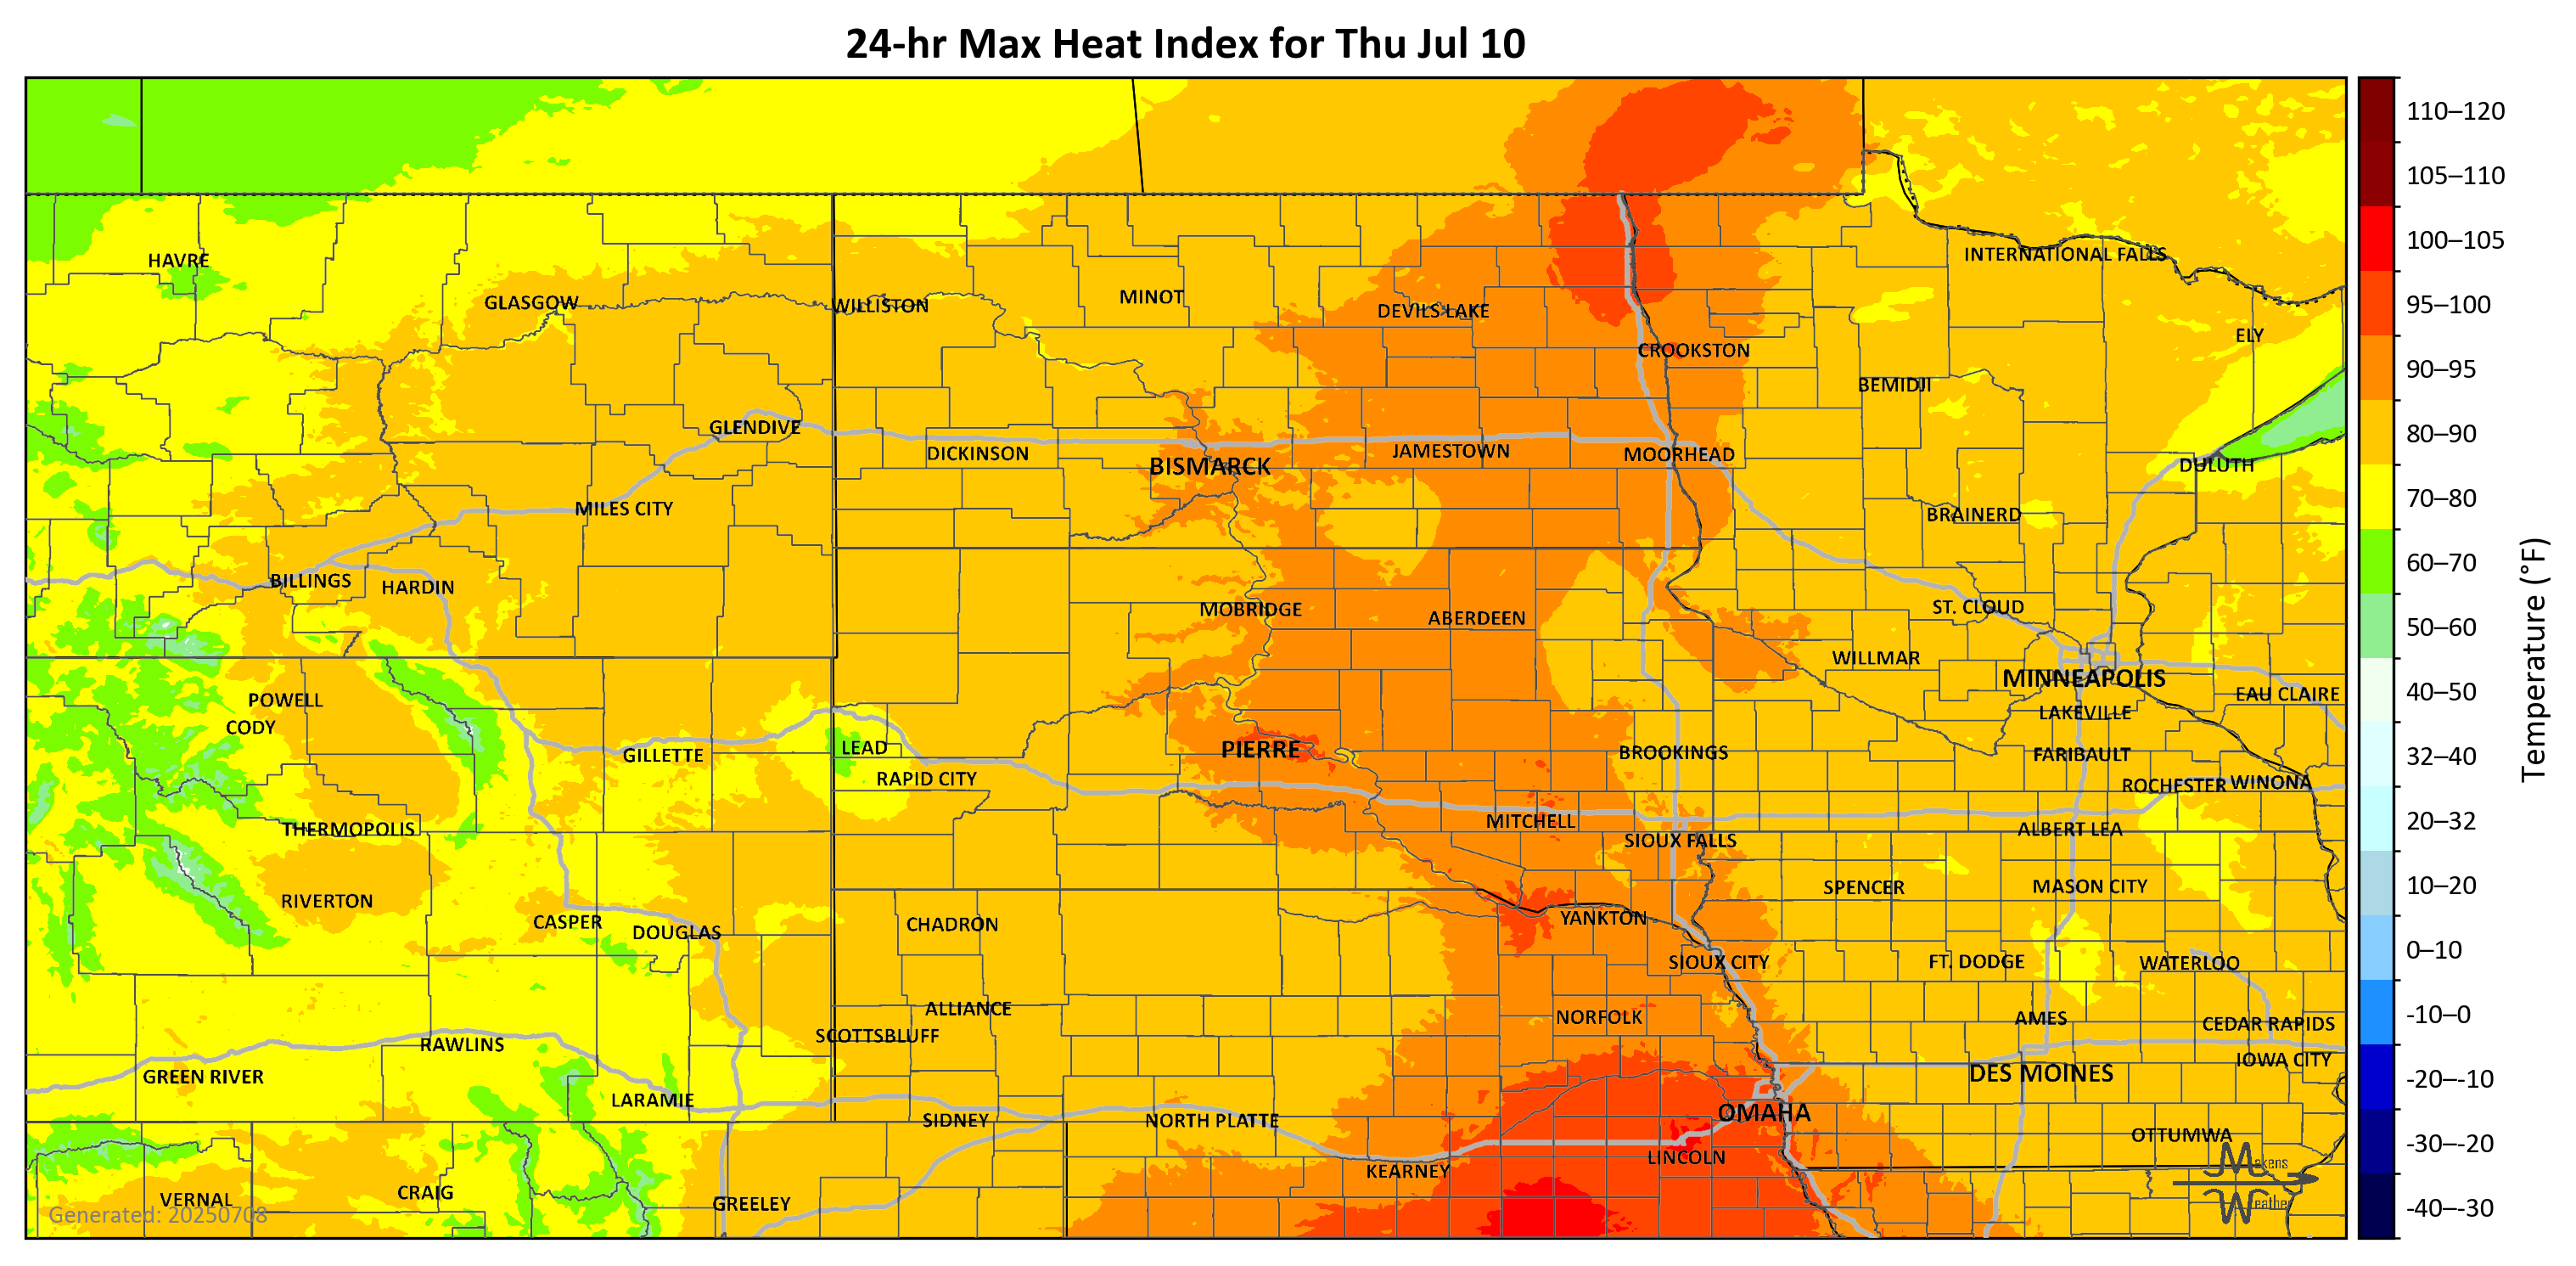 24-hr Max Heat Index for Thu Jul 10
110–120
105–110
100–105
95–100
90–95
80–90
70–80
60–70
50–60
40–50
32–40
20–32
10–20
0–10
-10–0
-20–-10
-30–-20
-40–-30
Temperature (°F)
HAVRE
INTERNATIONAL FALLS
GLASGOW
WILLISTON
MINOT
DEVILS LAKE
ELY
CROOKSTON
BEMIDJI
GLENDIVE
DICKINSON
BISMARCK
JAMESTOWN
MOORHEAD
DULUTH
MILES CITY
BRAINERD
BILLINGS
HARDIN
MOBRIDGE
ABERDEEN
ST. CLOUD
WILLMAR
MINNEAPOLIS
POWELL
EAU CLAIRE
CODY
LAKEVILLE
GILLETTE
LEAD
PIERRE
BROOKINGS
FARIBAULT
RAPID CITY
ROCHESTER
WINONA
THERMOPOLIS
MITCHELL
SIOUX FALLS
ALBERT LEA
RIVERTON
SPENCER
MASON CITY
CASPER
DOUGLAS
CHADRON
YANKTON
SIOUX CITY
FT. DODGE
WATERLOO
ALLIANCE
NORFOLK
AMES
CEDAR RAPIDS
SCOTTSBLUFF
RAWLINS
IOWA CITY
GREEN RIVER
DES MOINES
LARAMIE
SIDNEY
NORTH PLATTE
OMAHA
OTTUMWA
KEARNEY
LINCOLN
VERNAL
CRAIG
GREELEY
Generated: 20250708
Makens
Weather